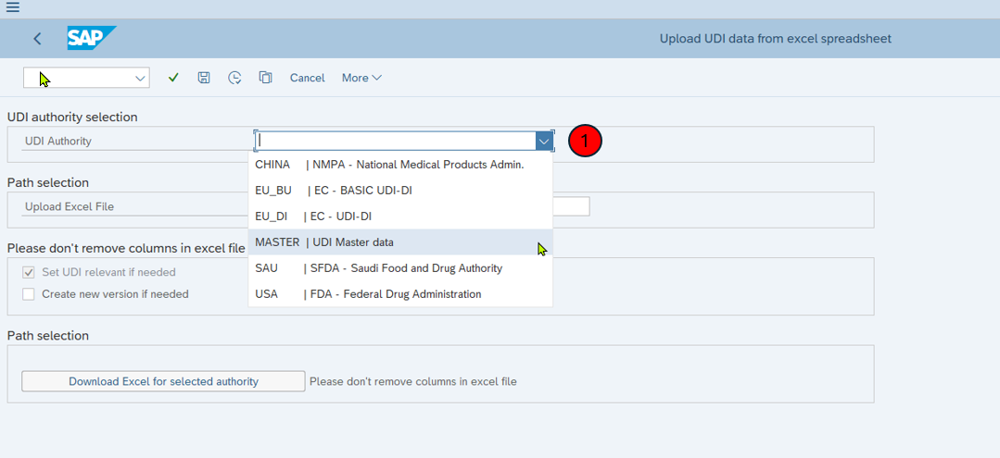 SAP
Upload UDI data from excel spreadsheet
Cancel More
UDI authority selection
UDI Authority
1
CHINA | NMPA - National Medical Products Admin.
EU_BU | EC - BASIC UDI-DI
EU_DI | EC - UDI-DI
MASTER | UDI Master data
SAU | SFDA - Saudi Food and Drug Authority
USA | FDA - Federal Drug Administration
Path selection
Upload Excel File
Please don't remove columns in excel file
Set UDI relevant if needed
Create new version if needed
Path selection
Download Excel for selected authority Please don't remove columns in excel file